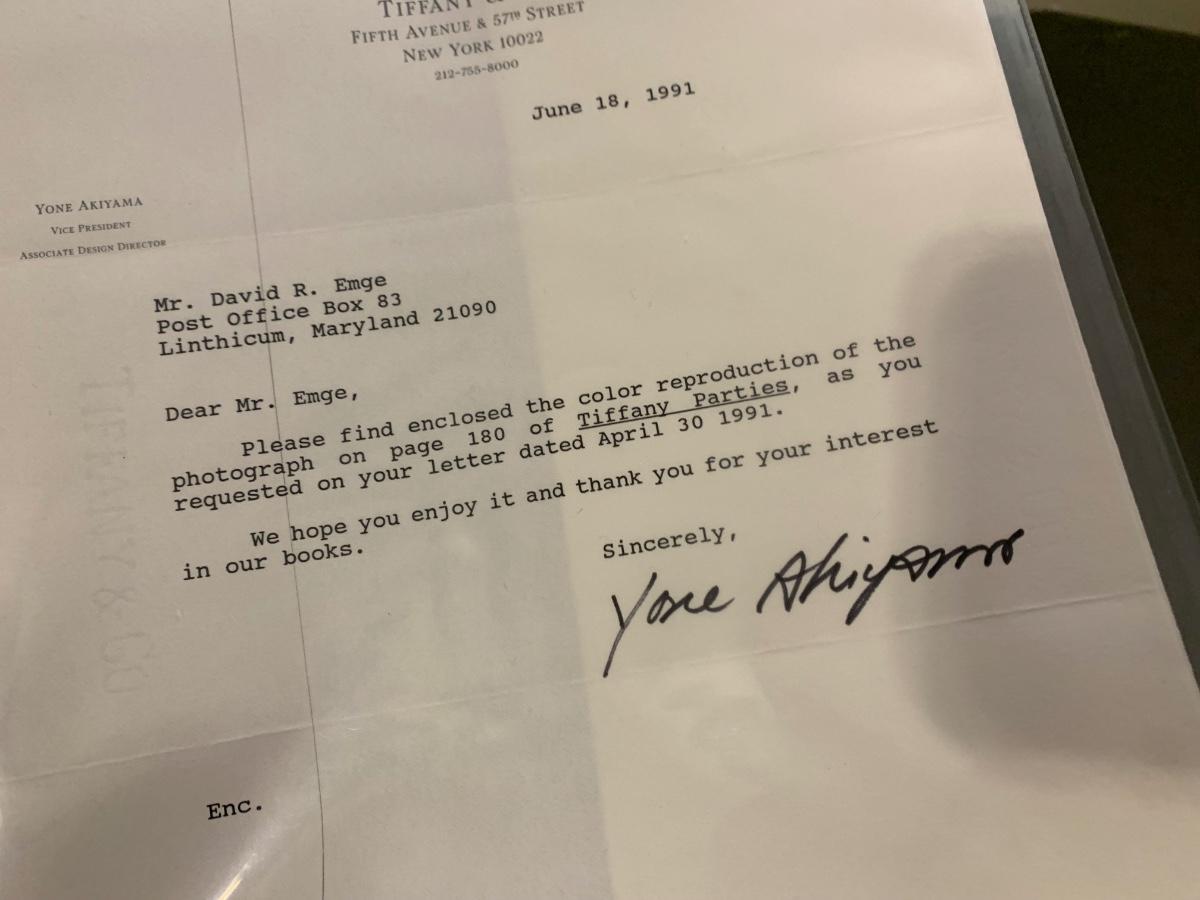 TIFFANY &
FIFTH AVENUE & 57TH STREET
NEW YORK 10022
212-755-8000
June 18, 1991
YONE AKIYAMA
VICE PRESIDENT
ASSOCIATE DESIGN DIRECTOR
Mr. David R. Emge
Post Office Box 83
Linthicum, Maryland 21090
Dear Mr. Emge,
Please find enclosed the color reproduction of the
photograph on page 180 of Tiffany Parties, as you
requested on your letter dated April 30 1991.
We hope you enjoy it and thank you for your interest
in our books.
Sincerely,
Yone Akiyama
Enc.
TIFFANY & CO